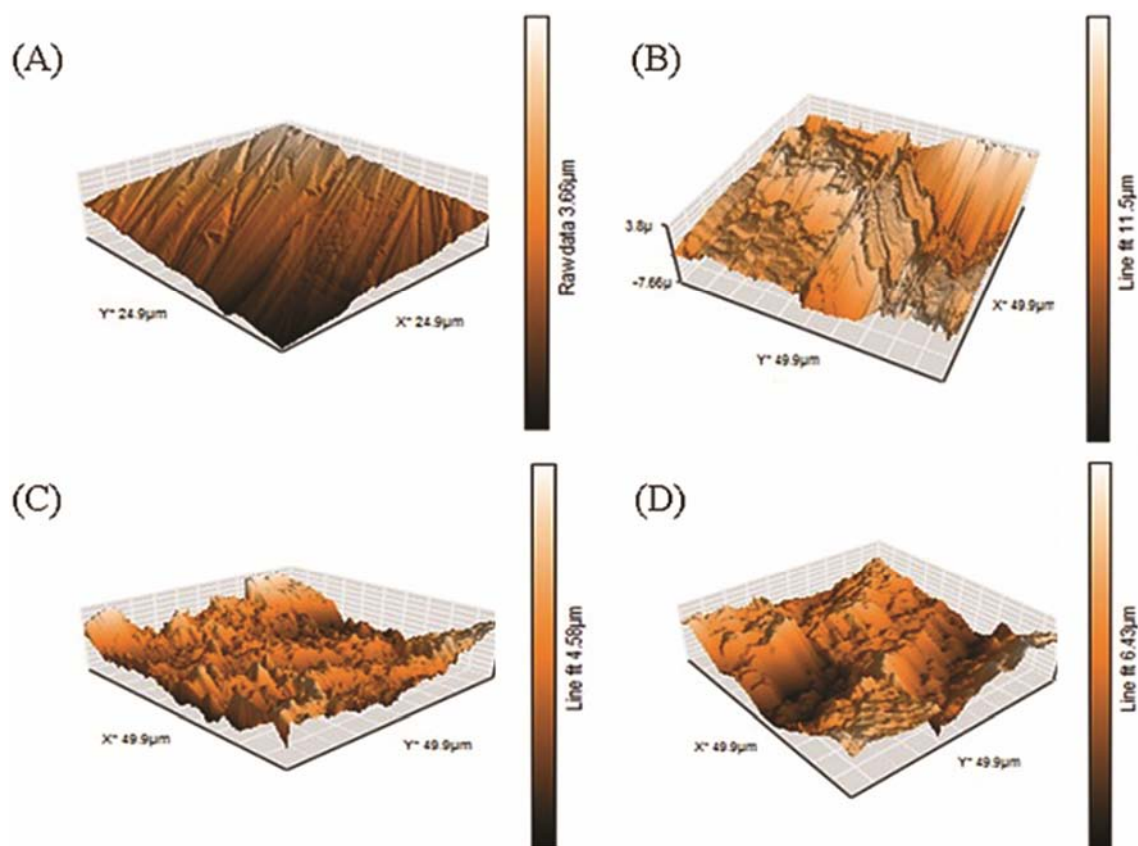 (A)
Raw data 3.66µm
Y* 24.9µm
X* 24.9µm
(B)
Line fit 11.5µm
3.8µ
-7.66µ
X* 49.9µm
Y* 49.9µm
(C)
Line fit 4.58µm
X* 49.9µm
Y* 49.9µm
(D)
Line fit 6.43µm
X* 49.9µm
Y* 49.9µm